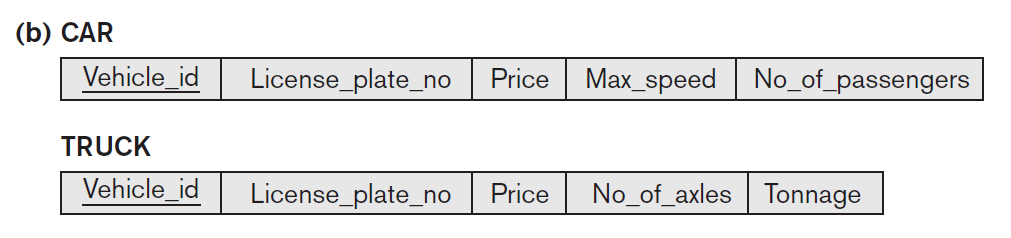 (b) CAR
Vehicle_id License_plate_no Price Max_speed No_of_passengers
TRUCK
Vehicle_id License_plate_no Price No_of_axles Tonnage